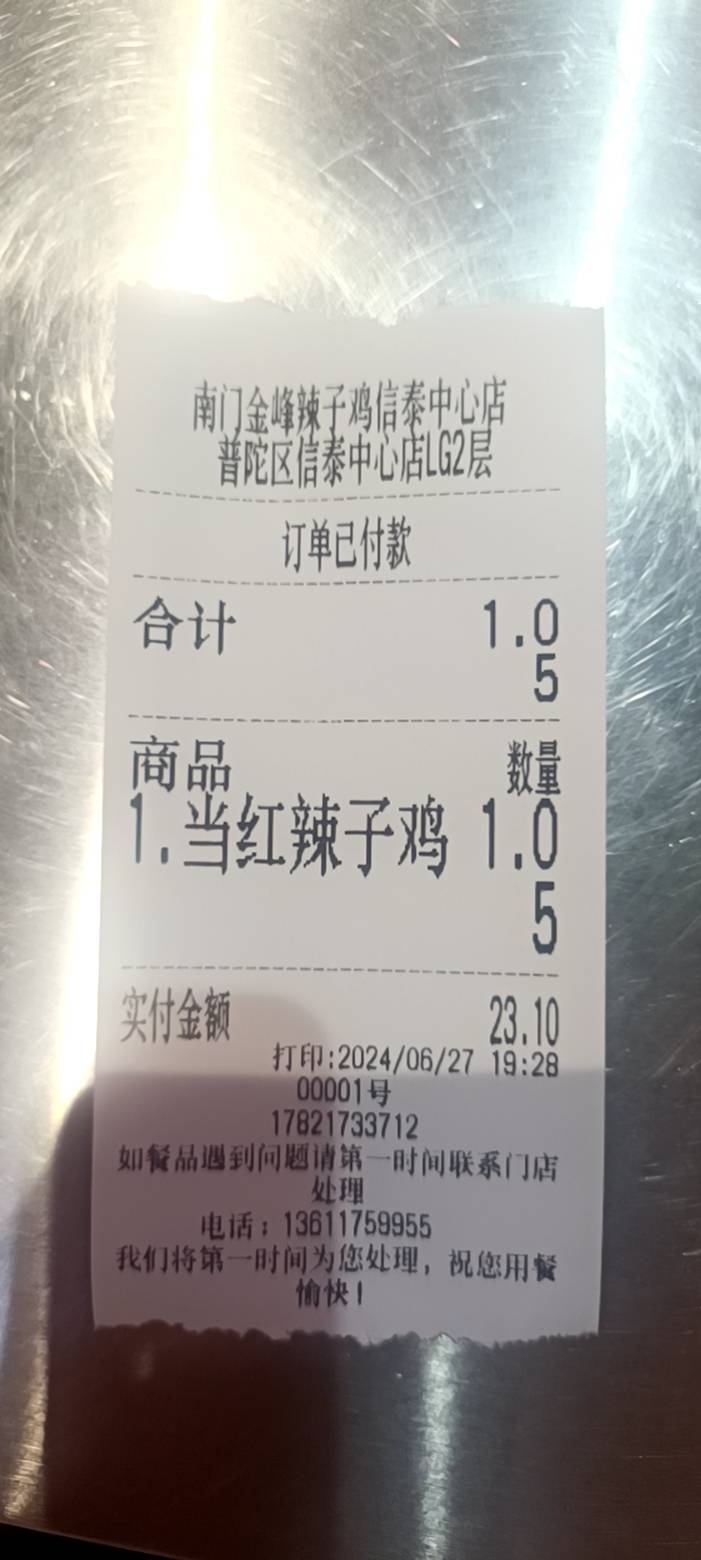 南门金峰辣子鸡信泰中心店
普陀区信泰中心店LG2层
订单已付款
合计 1.0
5
商品 数量
1.当红辣子鸡 1.0
5
实付金额 23.10
打印:2024/06/27 19:28
00001号
17821733712
如餐品遇到问题请第一时间联系门店
处理
电话：13611759955
我们将第一时间为您处理，祝您用餐
愉快！